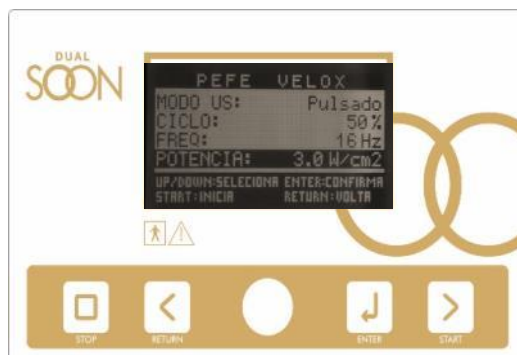 DUAL
SOON
PEFE VELOX
MODO US: Pulsado
CICLO: 50%
FREQ: 16Hz
POTENCIA: 3.0 W/cm2
UP/DOWN:SELECIONA ENTER:CONFIRMA
START:INICIA RETURN:VOLTA
STOP
RETURN
ENTER
START